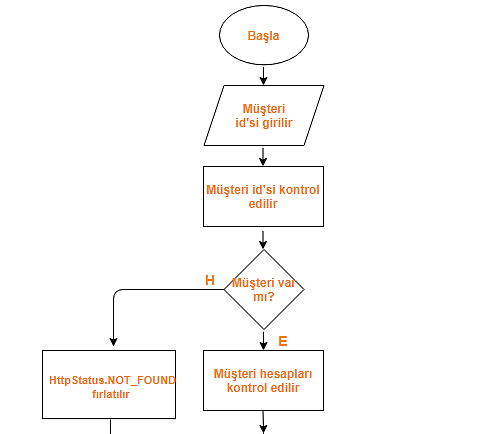 Başla
Müşteri
id'si girilir
Müşteri id'si kontrol
edilir
Müşteri var
mı?
H
E
HttpStatus.NOT_FOUND
fırlatılır
Müşteri hesapları
kontrol edilir